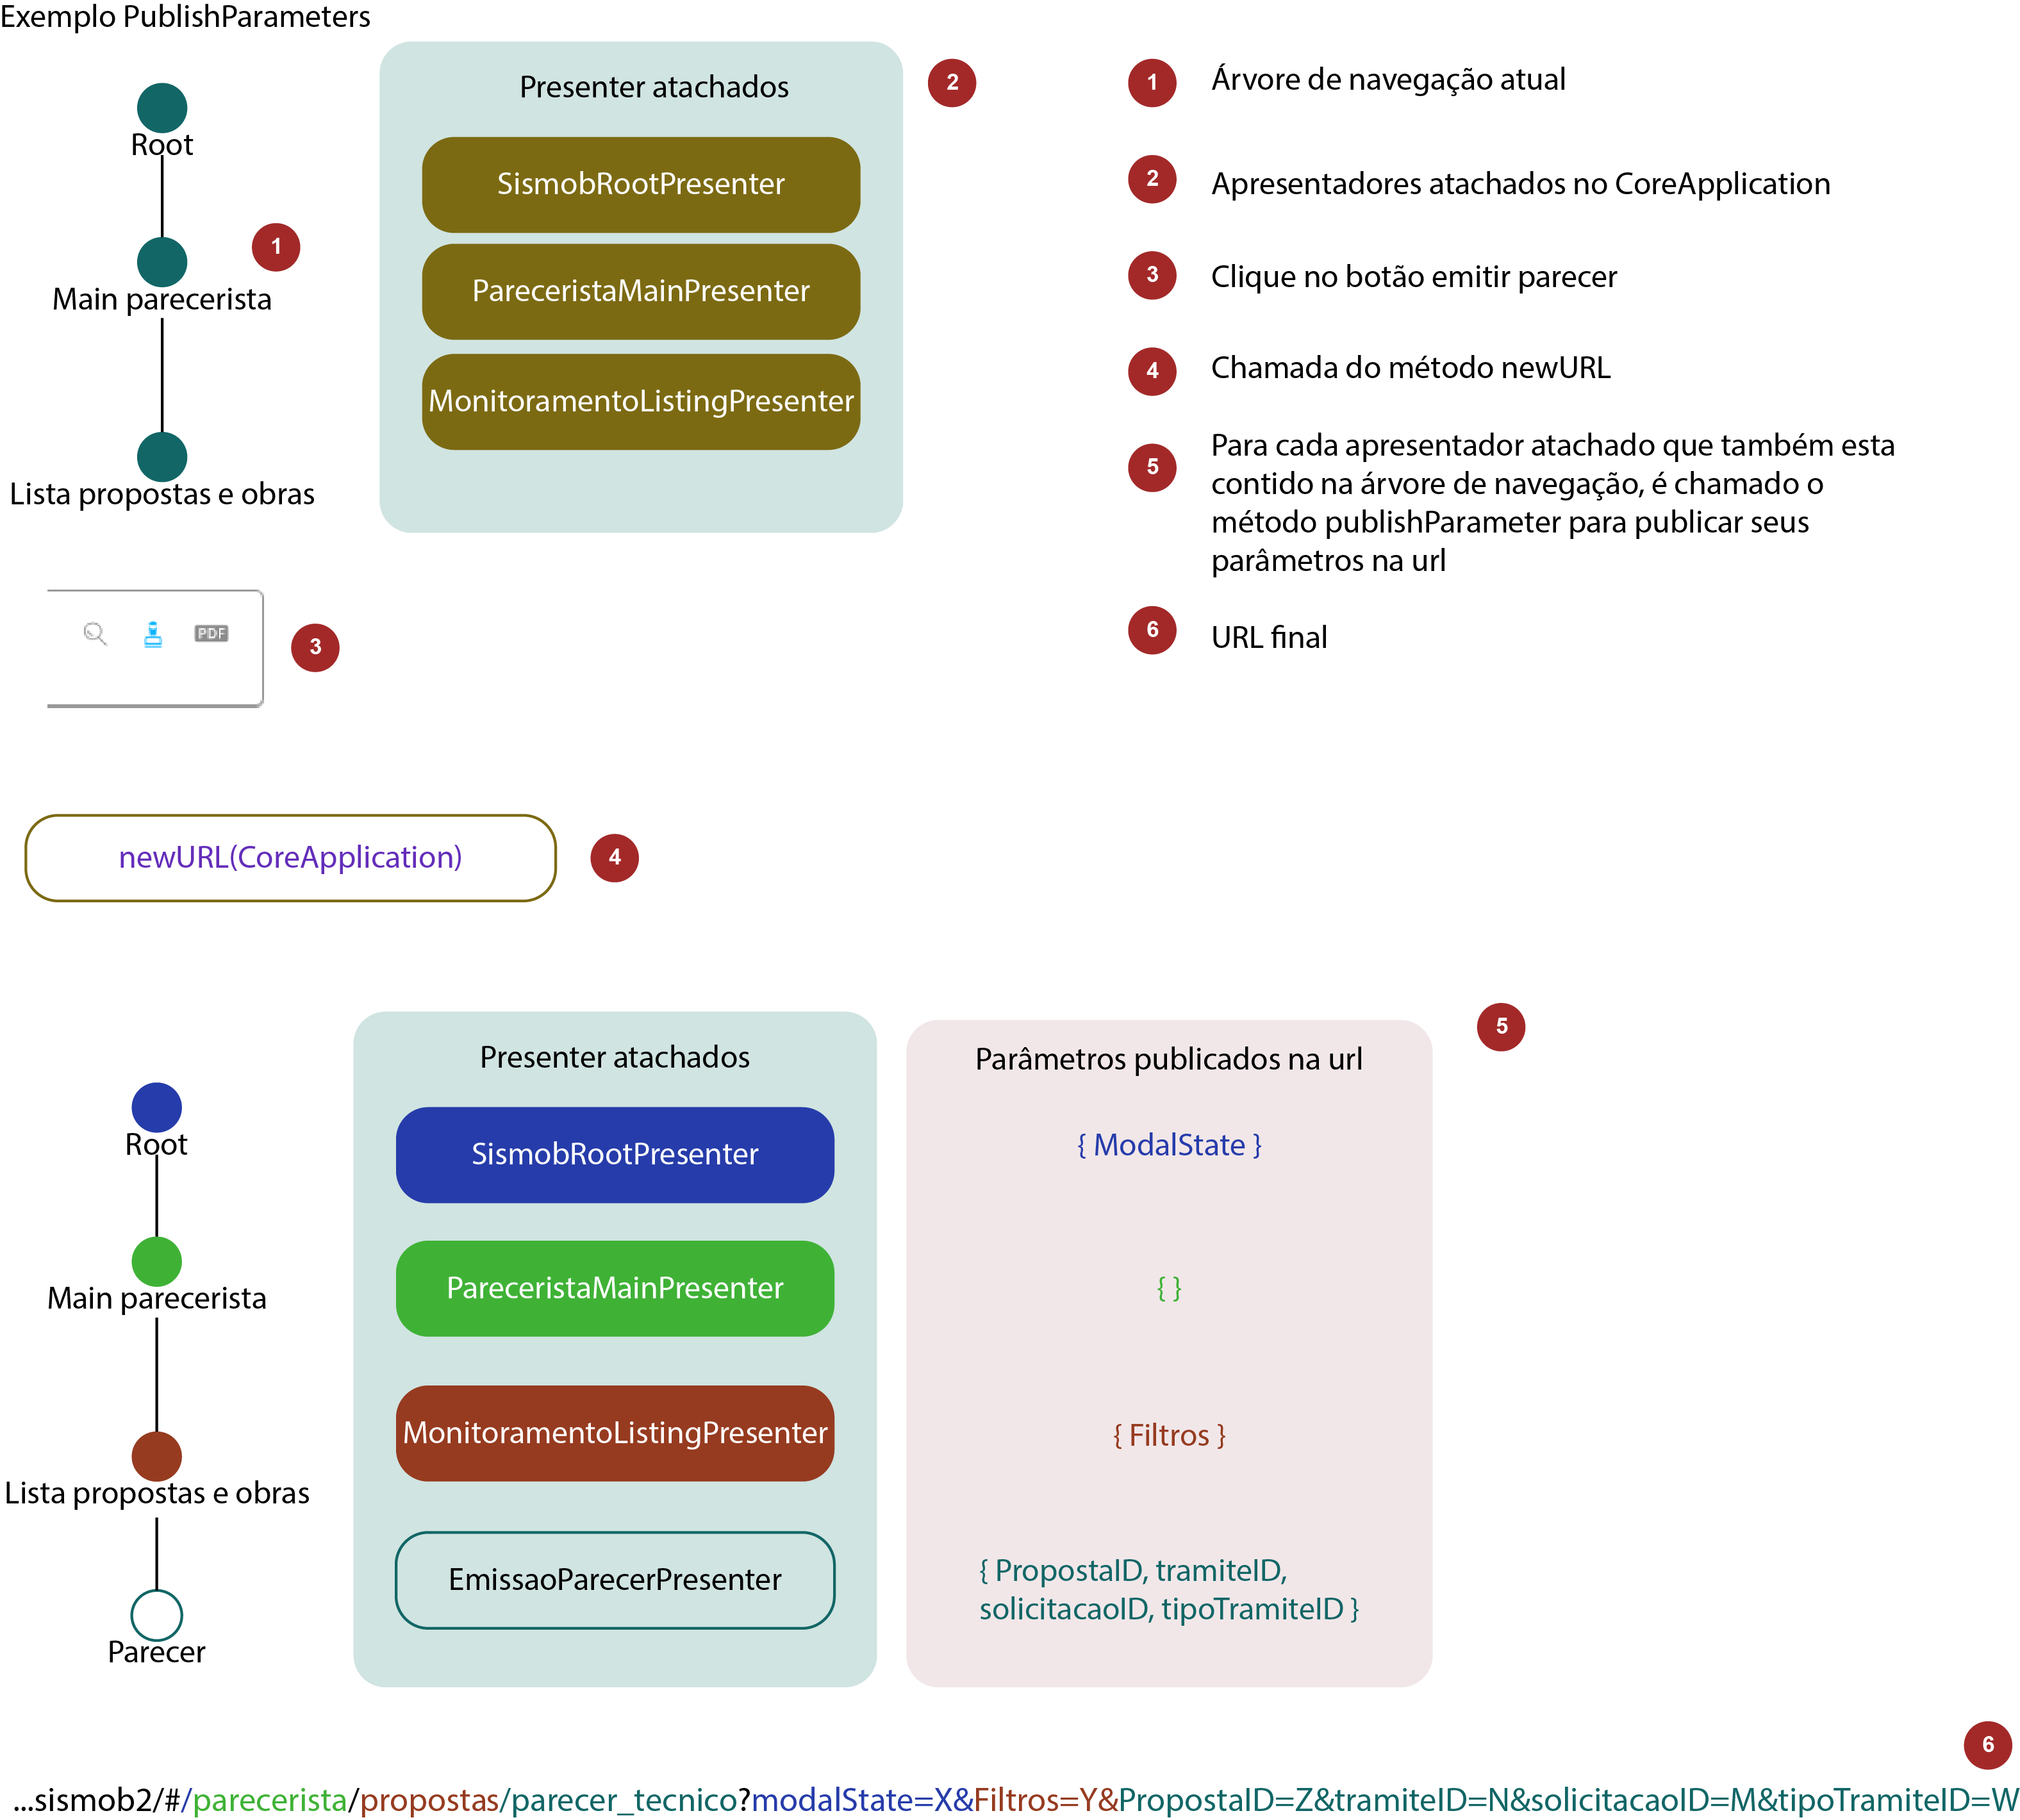 Exemplo PublishParameters
Root
Main parecerista
Lista propostas e obras
1
Presenter atachados
SismobRootPresenter
PareceristaMainPresenter
MonitoramentoListingPresenter
2
1 Árvore de navegação atual
2 Apresentadores atachados no CoreApplication
3 Clique no botão emitir parecer
4 Chamada do método newURL
5 Para cada apresentador atachado que também esta
contido na árvore de navegação, é chamado o
método publishParameter para publicar seus
parâmetros na url
6 URL final
PDF
3
newURL(CoreApplication)
4
Root
Main parecerista
Lista propostas e obras
Parecer
Presenter atachados
SismobRootPresenter
PareceristaMainPresenter
MonitoramentoListingPresenter
EmissaoParecerPresenter
Parâmetros publicados na url
{ ModalState }
{ }
{ Filtros }
{ PropostaID, tramiteID,
solicitacaoID, tipoTramiteID }
5
6
...sismob2/#/parecerista/propostas/parecer_tecnico?modalState=X&Filtros=Y&PropostaID=Z&tramiteID=N&solicitacaoID=M&tipoTramiteID=W